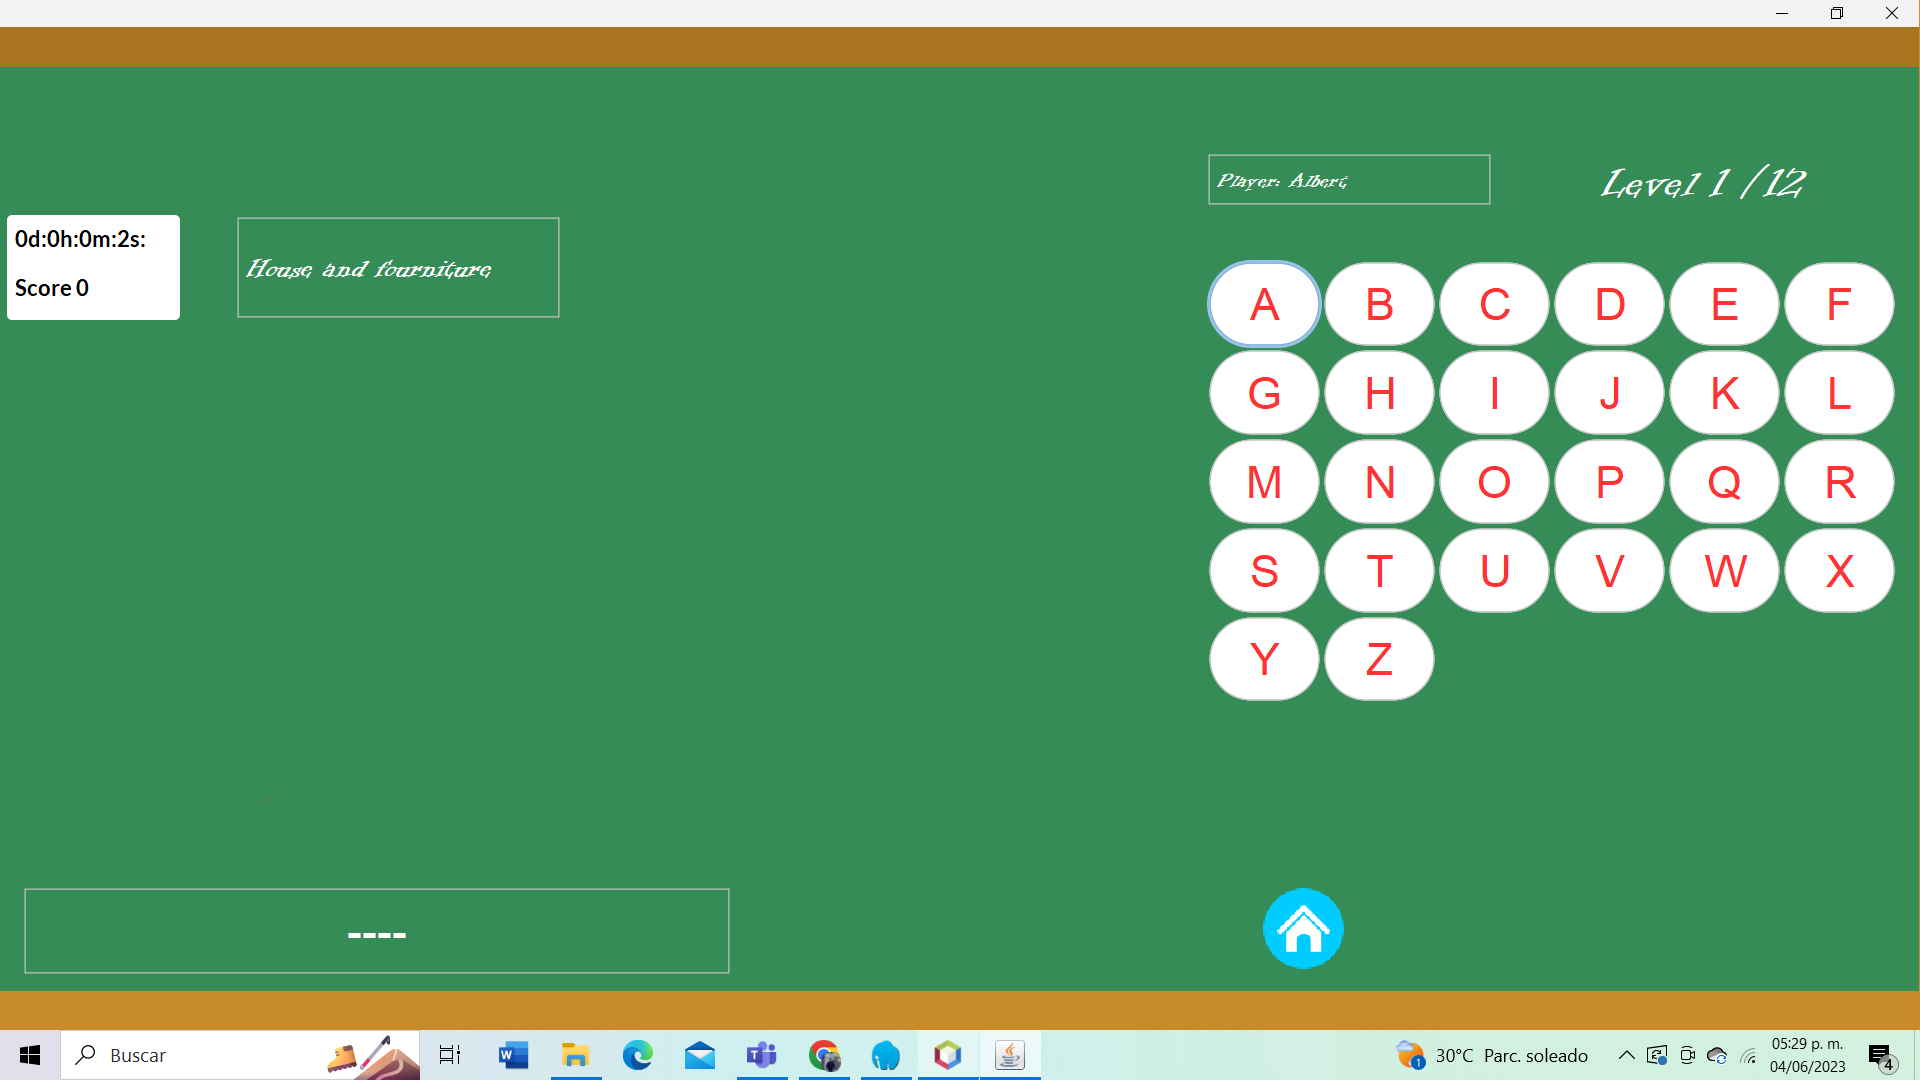 Player: Albert
Level 1 /12
0d:0h:0m:2s:
Score 0
House and fourniture
A B C D E F
G H I J K L
M N O P Q R
S T U V W X
Y Z
----
Buscar
1
30°C Parc. soleado
05:29 p. m.
04/06/2023
4